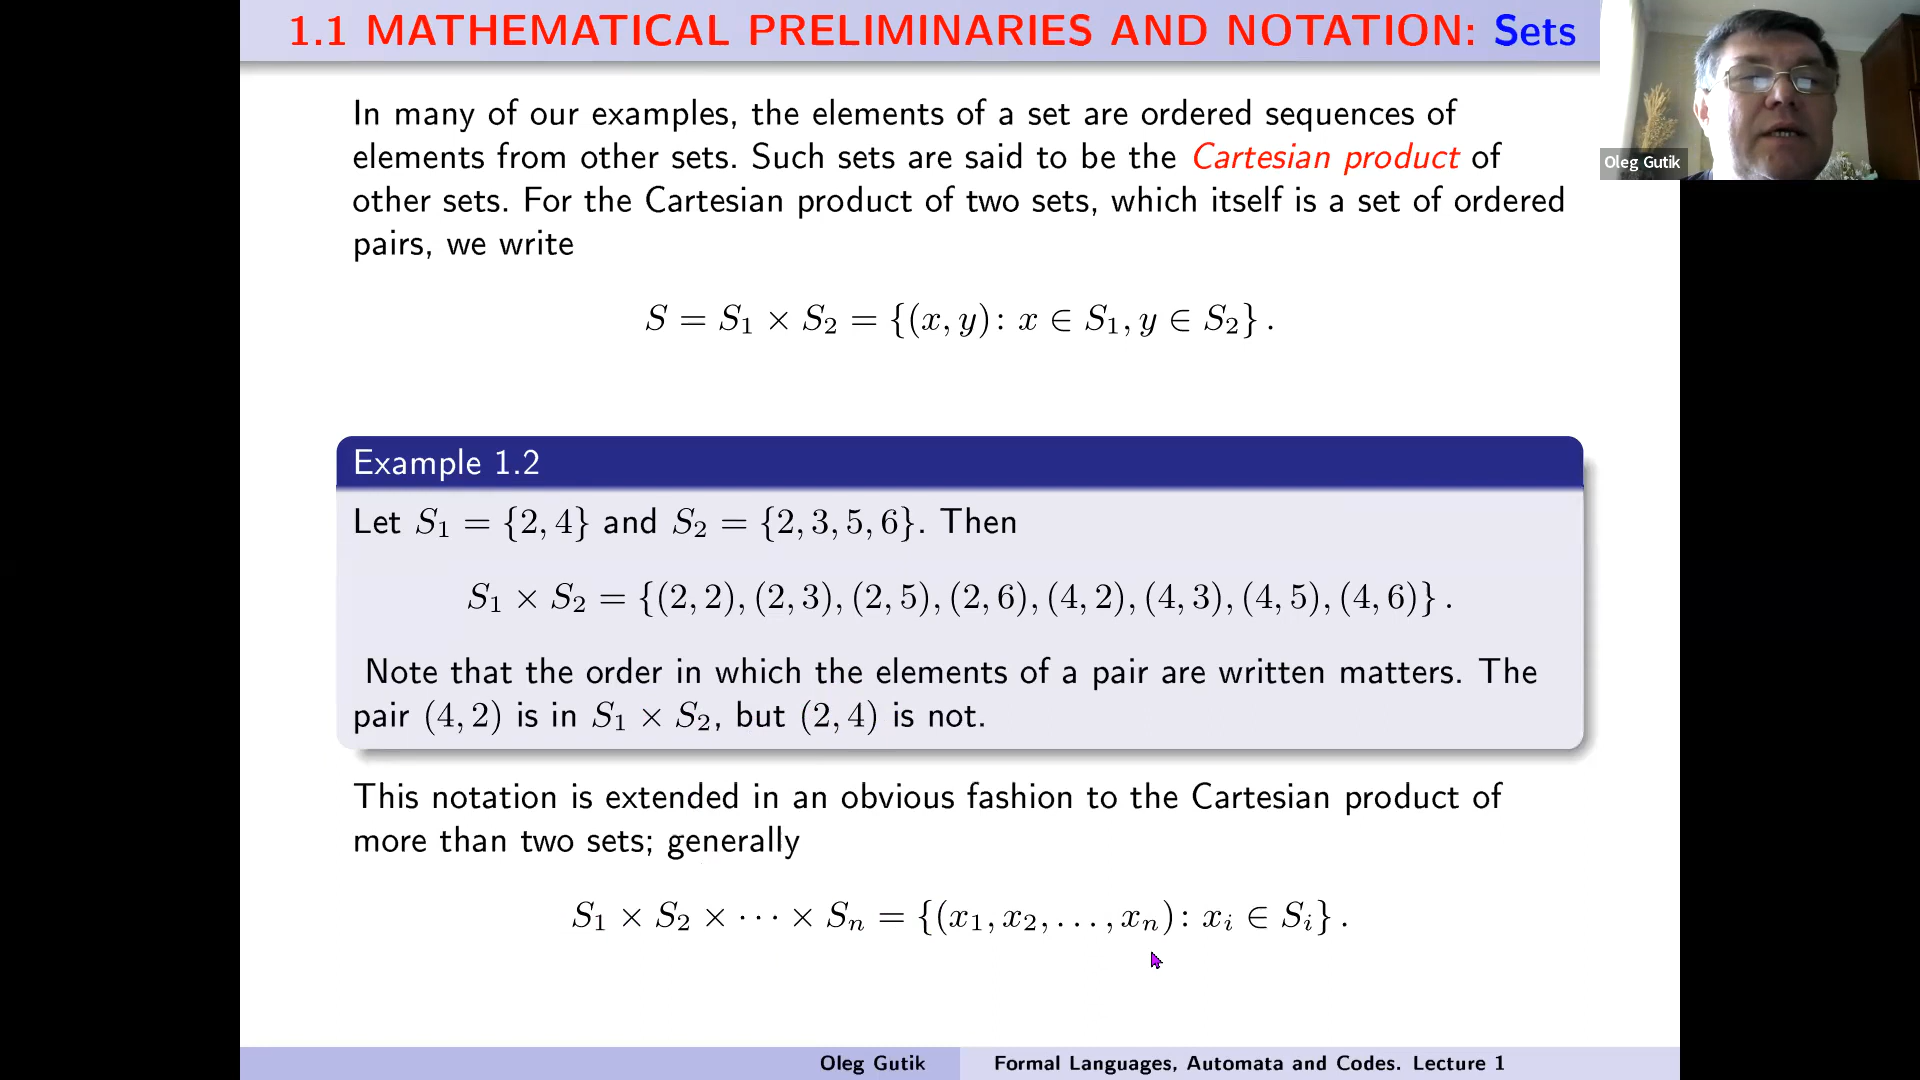 1.1 MATHEMATICAL PRELIMINARIES AND NOTATION: Sets
In many of our examples, the elements of a set are ordered sequences of
elements from other sets. Such sets are said to be the Cartesian product of
other sets. For the Cartesian product of two sets, which itself is a set of ordered
pairs, we write
S = S₁ × S₂ = {(x, y): x ∈ S₁, y ∈ S₂} .
Example 1.2
Let S₁ = {2, 4} and S₂ = {2, 3, 5, 6}. Then
S₁ × S₂ = {(2, 2), (2, 3), (2, 5), (2, 6), (4, 2), (4, 3), (4, 5), (4, 6)} .
Note that the order in which the elements of a pair are written matters. The
pair (4, 2) is in S₁ × S₂, but (2, 4) is not.
This notation is extended in an obvious fashion to the Cartesian product of
more than two sets; generally
S₁ × S₂ × · · · × Sₙ = {(x₁, x₂, . . . , xₙ): xᵢ ∈ Sᵢ} .
Oleg Gutik
Oleg Gutik
Formal Languages, Automata and Codes. Lecture 1